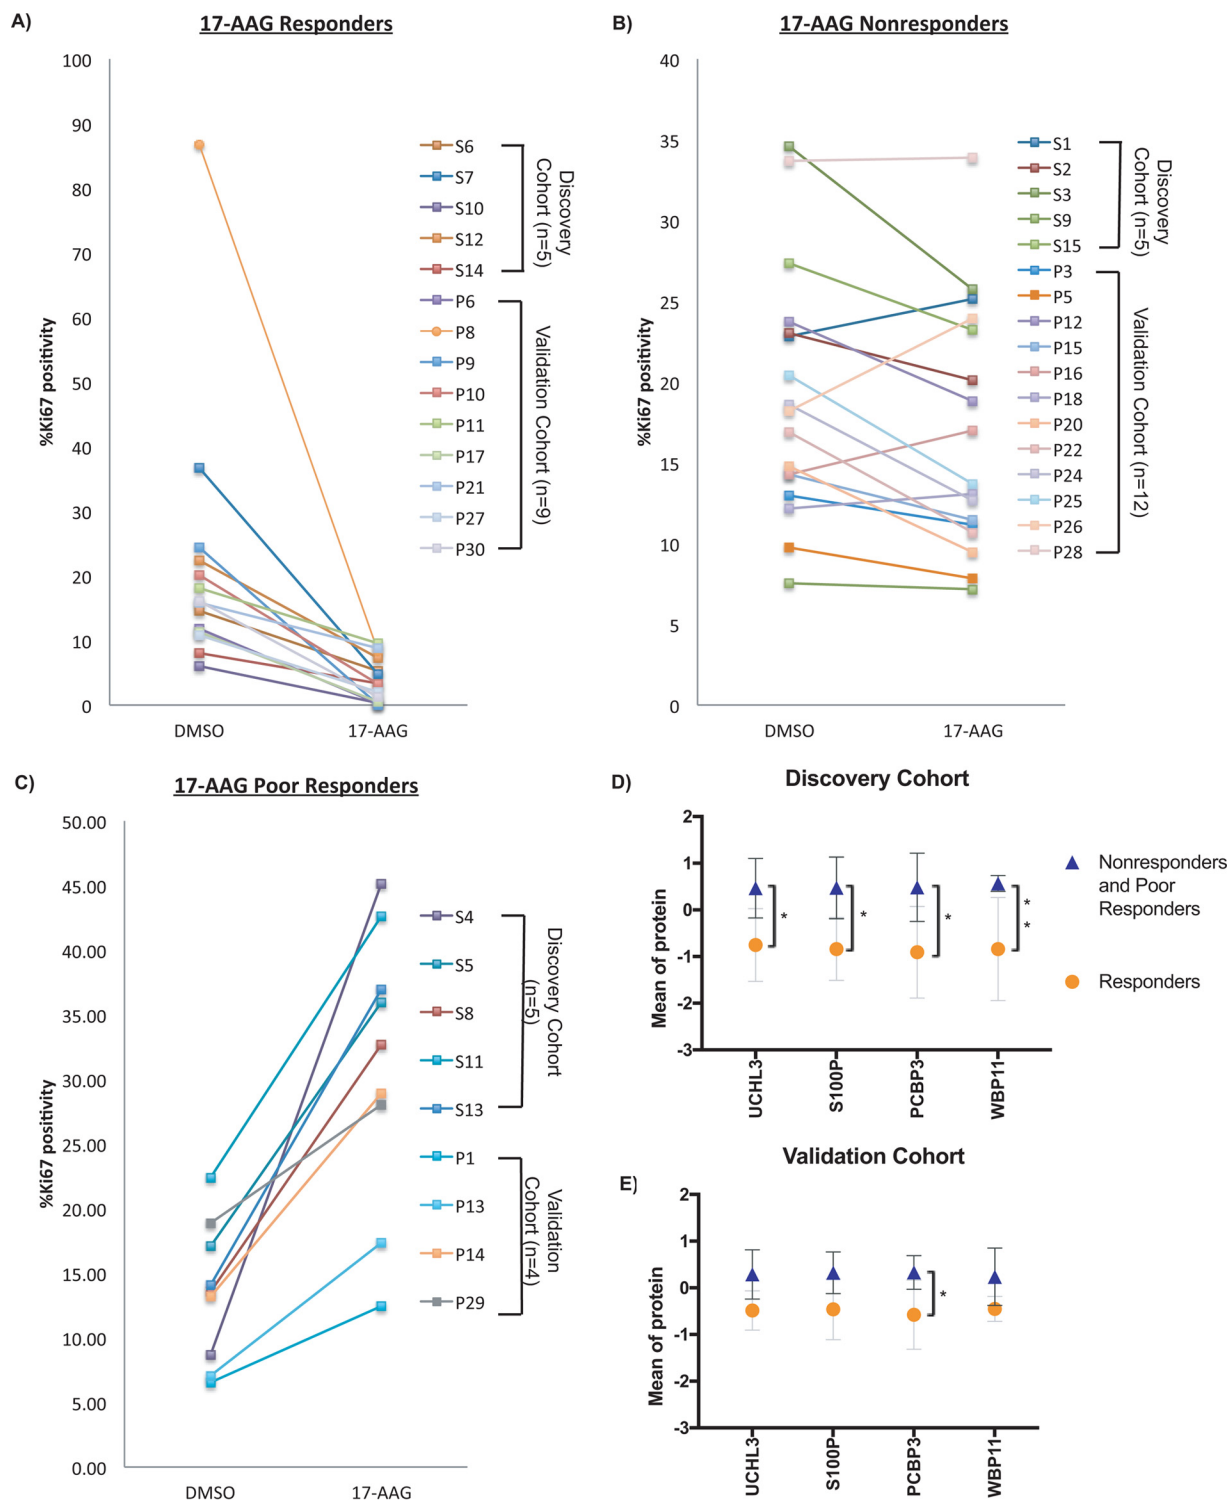 A)
17-AAG Responders
100
90
80
70
60
50
40
30
20
10
0
%Ki67 positivity
DMSO
17-AAG
S6
S7
S10
S12
S14
P6
P8
P9
P10
P11
P17
P21
P27
P30
Discovery
Cohort (n=5)
Validation Cohort (n=9)
B)
17-AAG Nonresponders
40
35
30
25
20
15
10
5
0
%Ki67 positivity
DMSO
17-AAG
S1
S2
S3
S9
S15
P3
P5
P12
P15
P16
P18
P20
P22
P24
P25
P26
P28
Discovery
Cohort (n=5)
Validation Cohort (n=12)
C)
17-AAG Poor Responders
50.00
45.00
40.00
35.00
30.00
25.00
20.00
15.00
10.00
5.00
0.00
%Ki67 positivity
DMSO
17-AAG
S4
S5
S8
S11
S13
P1
P13
P14
P29
Discovery Cohort
(n=5)
Validation
Cohort (n=4)
D)
Discovery Cohort
2
1
0
-1
-2
-3
Mean of protein
*
*
*
*
*
UCHL3
S100P
PCBP3
WBP11
Nonresponders
and Poor
Responders
Responders
E)
Validation Cohort
2
1
0
-1
-2
-3
Mean of protein
*
UCHL3
S100P
PCBP3
WBP11